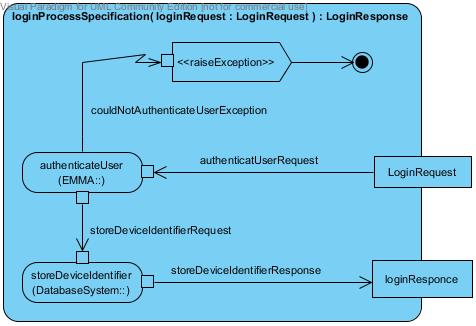 Visual Paradigm for UML Community Edition [not for commercial use]
loginProcessSpecification( loginRequest : LoginRequest ) : LoginResponse
<<raiseException>>
couldNotAuthenticateUserException
authenticateUser
(EMMA::)
authenticatUserRequest
LoginRequest
storeDeviceIdentifierRequest
storeDeviceIdentifier
(DatabaseSystem::)
storeDeviceIdentifierResponse
loginResponce